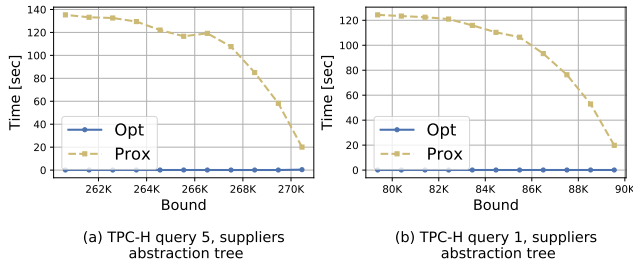 140
120
100
80
60
40
20
0
Time [sec]
Opt
Prox
262K 264K 266K 268K 270K
Bound
(a) TPC-H query 5, suppliers
abstraction tree
120
100
80
60
40
20
0
Time [sec]
Opt
Prox
80K 82K 84K 86K 88K 90K
Bound
(b) TPC-H query 1, suppliers
abstraction tree